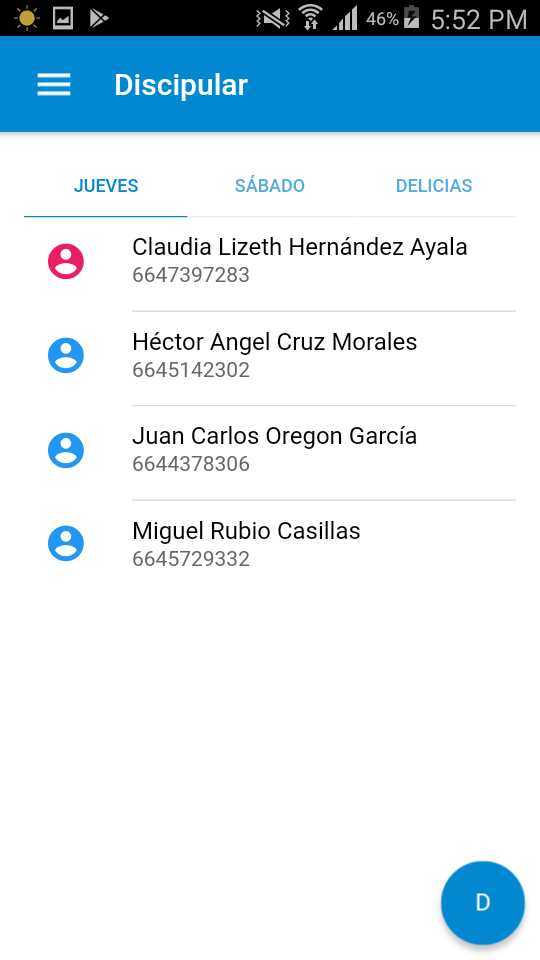 46% 5:52 PM
Discipular
JUEVES SÁBADO DELICIAS
Claudia Lizeth Hernández Ayala
6647397283
Héctor Angel Cruz Morales
6645142302
Juan Carlos Oregon García
6644378306
Miguel Rubio Casillas
6645729332
D